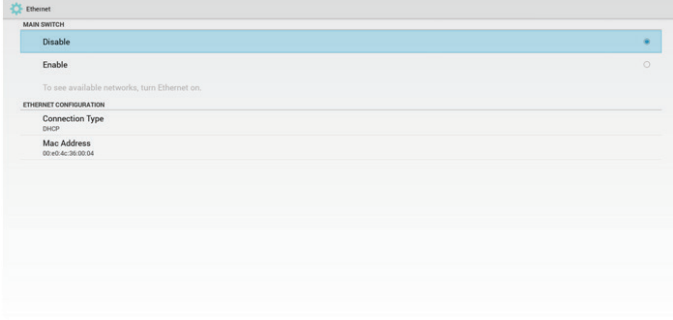 Ethernet
MAIN SWITCH
Disable
Enable
To see available networks, turn Ethernet on.
ETHERNET CONFIGURATION
Connection Type
DHCP
Mac Address
00:e0:4c:36:00:04